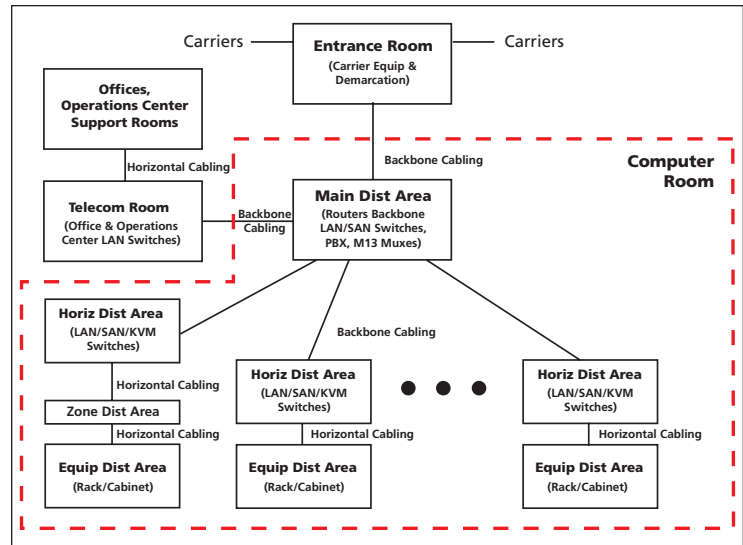 Carriers
Entrance Room
(Carrier Equip &
Demarcation)
Carriers
Offices,
Operations Center
Support Rooms
Horizontal Cabling
Backbone Cabling
Computer
Room
Telecom Room
(Office & Operations
Center LAN Switches)
Backbone
Cabling
Main Dist Area
(Routers Backbone
LAN/SAN Switches,
PBX, M13 Muxes)
Horiz Dist Area
(LAN/SAN/KVM
Switches)
Backbone Cabling
Horizontal Cabling
Zone Dist Area
Horizontal Cabling
Equip Dist Area
(Rack/Cabinet)
Horiz Dist Area
(LAN/SAN/KVM
Switches)
Horizontal Cabling
Equip Dist Area
(Rack/Cabinet)
Horiz Dist Area
(LAN/SAN/KVM
Switches)
Horizontal Cabling
Equip Dist Area
(Rack/Cabinet)